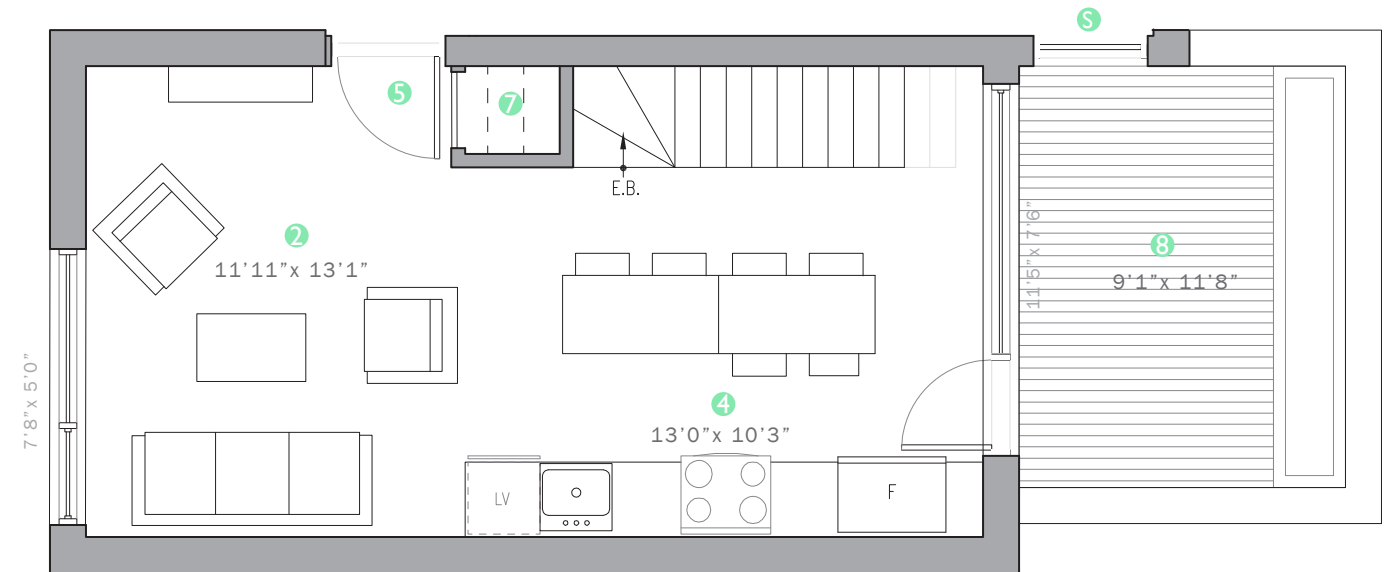 S
5
7
E.B.
2
11’11”x 13’1”
11’5”x 7’6”
8
9’1”x 11’8”
7’8”x 5’0”
4
13’0”x 10’3”
LV
F